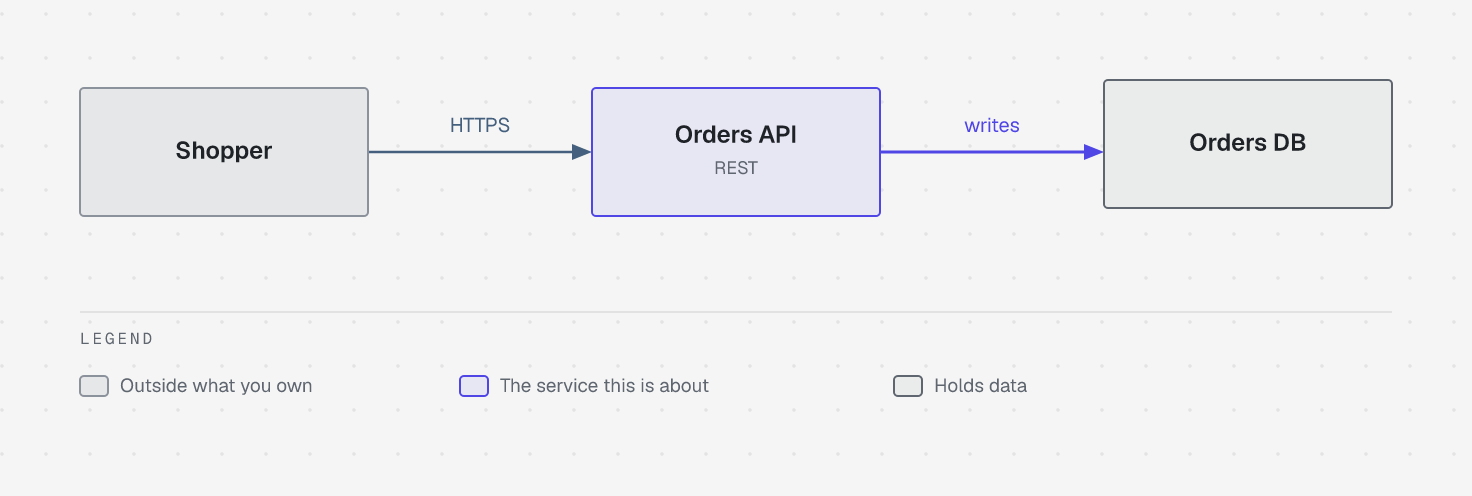 Shopper
HTTPS
Orders API
REST
writes
Orders DB
LEGEND
Outside what you own
The service this is about
Holds data